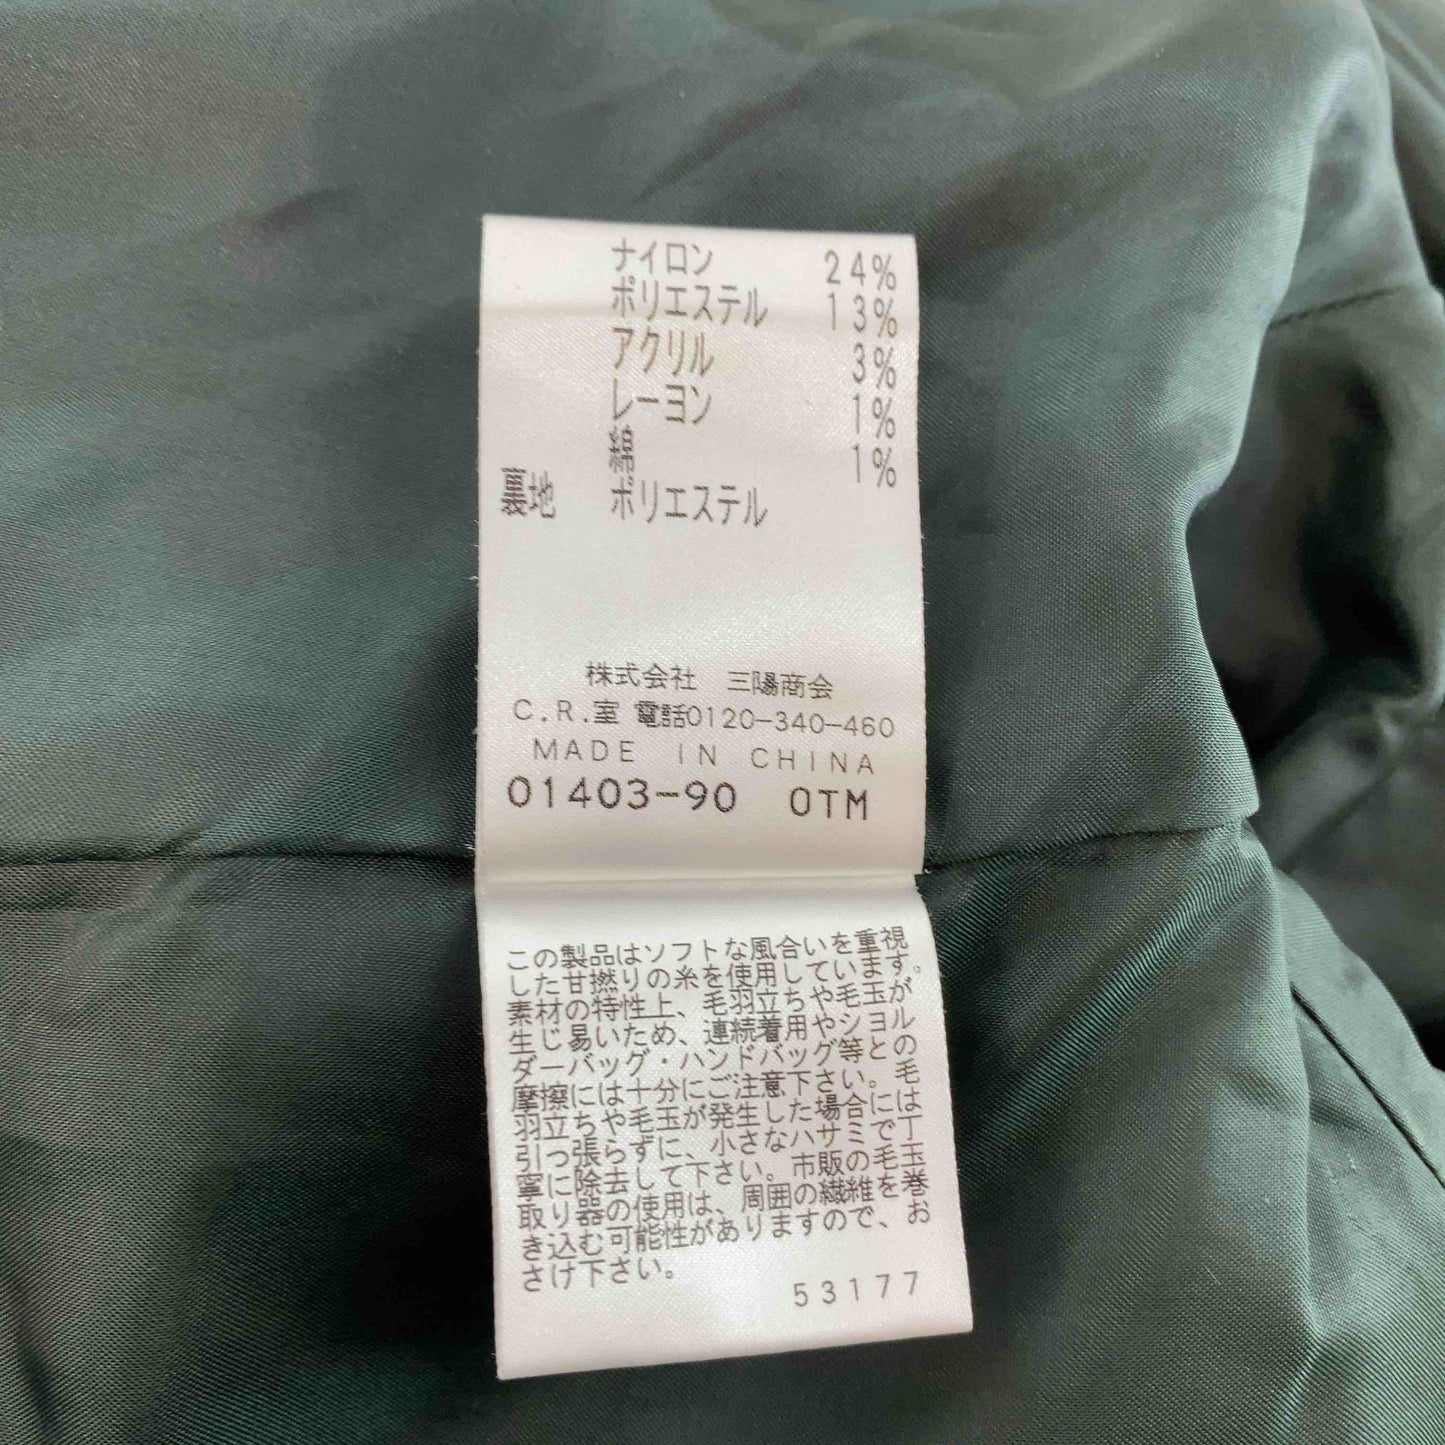 ナイロン 24%
ポリエステル 13%
アクリル 3%
レーヨン 1%
綿 1%
裏地 ポリエステル
株式会社 三陽商会
C.R.室 電話0120-340-460
MADE IN CHINA
01403-90 OTM
この製品はソフトな風合いを重視
した甘撚りの糸を使用しています。
素材の特性上、毛羽立ちや毛玉が
生じ易いため、連続着用やショル
ダーバッグ・ハンドバッグ等との
摩擦には十分にご注意下さい。毛
羽立ちや毛玉が発生した場合には
引っ張らずに、小さなハサミで丁
寧に除去して下さい。市販の毛玉
取り器の使用は、周囲の繊維を巻
き込む可能性がありますので、お
さけ下さい。
53177